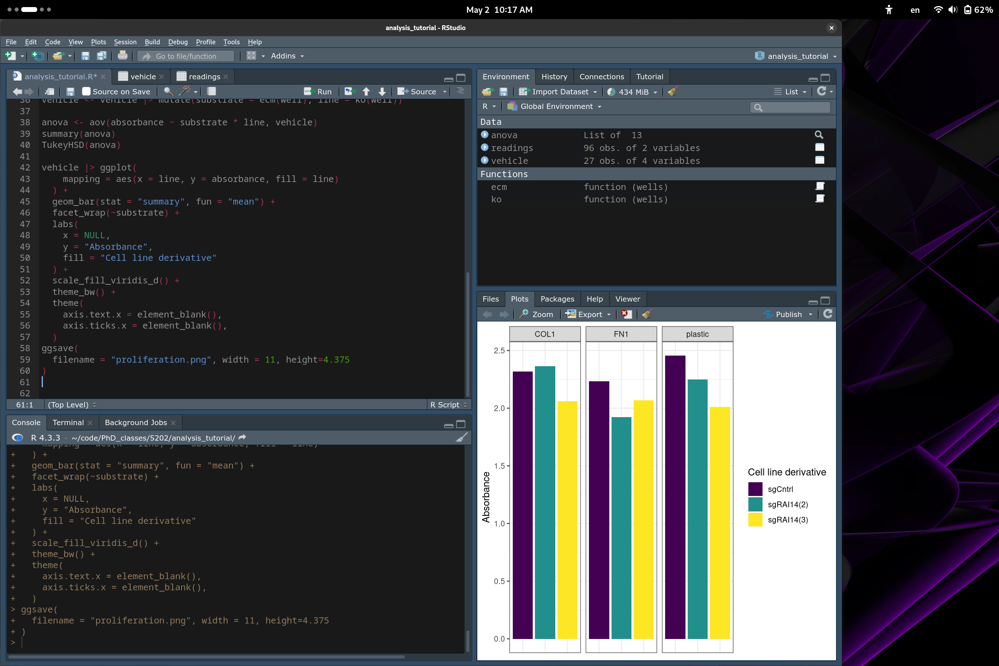 May 2  10:17 AM
en
62%
analysis_tutorial - RStudio
File Edit Code View Plots Session Build Debug Profile Tools Help
Go to file/function
Addins
analysis_tutorial
analysis_tutorial.R*
vehicle
readings
Source on Save
Run
Source
36 vehicle <- vehicle |> mutate(substrate = ecm(well), line = ko(well))
37
38 anova <- aov(absorbance ~ substrate * line, vehicle)
39 summary(anova)
40 TukeyHSD(anova)
41
42 vehicle |> ggplot(
43     mapping = aes(x = line, y = absorbance, fill = line)
44   ) +
45   geom_bar(stat = "summary", fun = "mean") +
46   facet_wrap(~substrate) +
47   labs(
48     x = NULL,
49     y = "Absorbance",
50     fill = "Cell line derivative"
51   ) +
52   scale_fill_viridis_d() +
53   theme_bw() +
54   theme(
55     axis.text.x = element_blank(),
56     axis.ticks.x = element_blank(),
57   )
58 ggsave(
59   filename = "proliferation.png", width = 11, height=4.375
60 )
61
62
61:1
(Top Level)
R Script
Console
Terminal
Background Jobs
R 4.3.3 · ~/code/PhD_classes/5202/analysis_tutorial/
+     mapping = aes(x = line, y = absorbance, fill = line)
+   ) +
+   geom_bar(stat = "summary", fun = "mean") +
+   facet_wrap(~substrate) +
+   labs(
+     x = NULL,
+     y = "Absorbance",
+     fill = "Cell line derivative"
+   ) +
+   scale_fill_viridis_d() +
+   theme_bw() +
+   theme(
+     axis.text.x = element_blank(),
+     axis.ticks.x = element_blank(),
+   )
> ggsave(
+   filename = "proliferation.png", width = 11, height=4.375
+ )
>
Environment
History
Connections
Tutorial
Import Dataset
434 MiB
List
R
Global Environment
Data
anova List of  13
readings 96 obs. of 2 variables
vehicle 27 obs. of 4 variables
Functions
ecm function (wells)
ko function (wells)
Files
Plots
Packages
Help
Viewer
Zoom
Export
Publish
COL1
FN1
plastic
2.5
2.0
1.5
1.0
0.5
0.0
Absorbance
Cell line derivative
sgCntrl
sgRAI14(2)
sgRAI14(3)